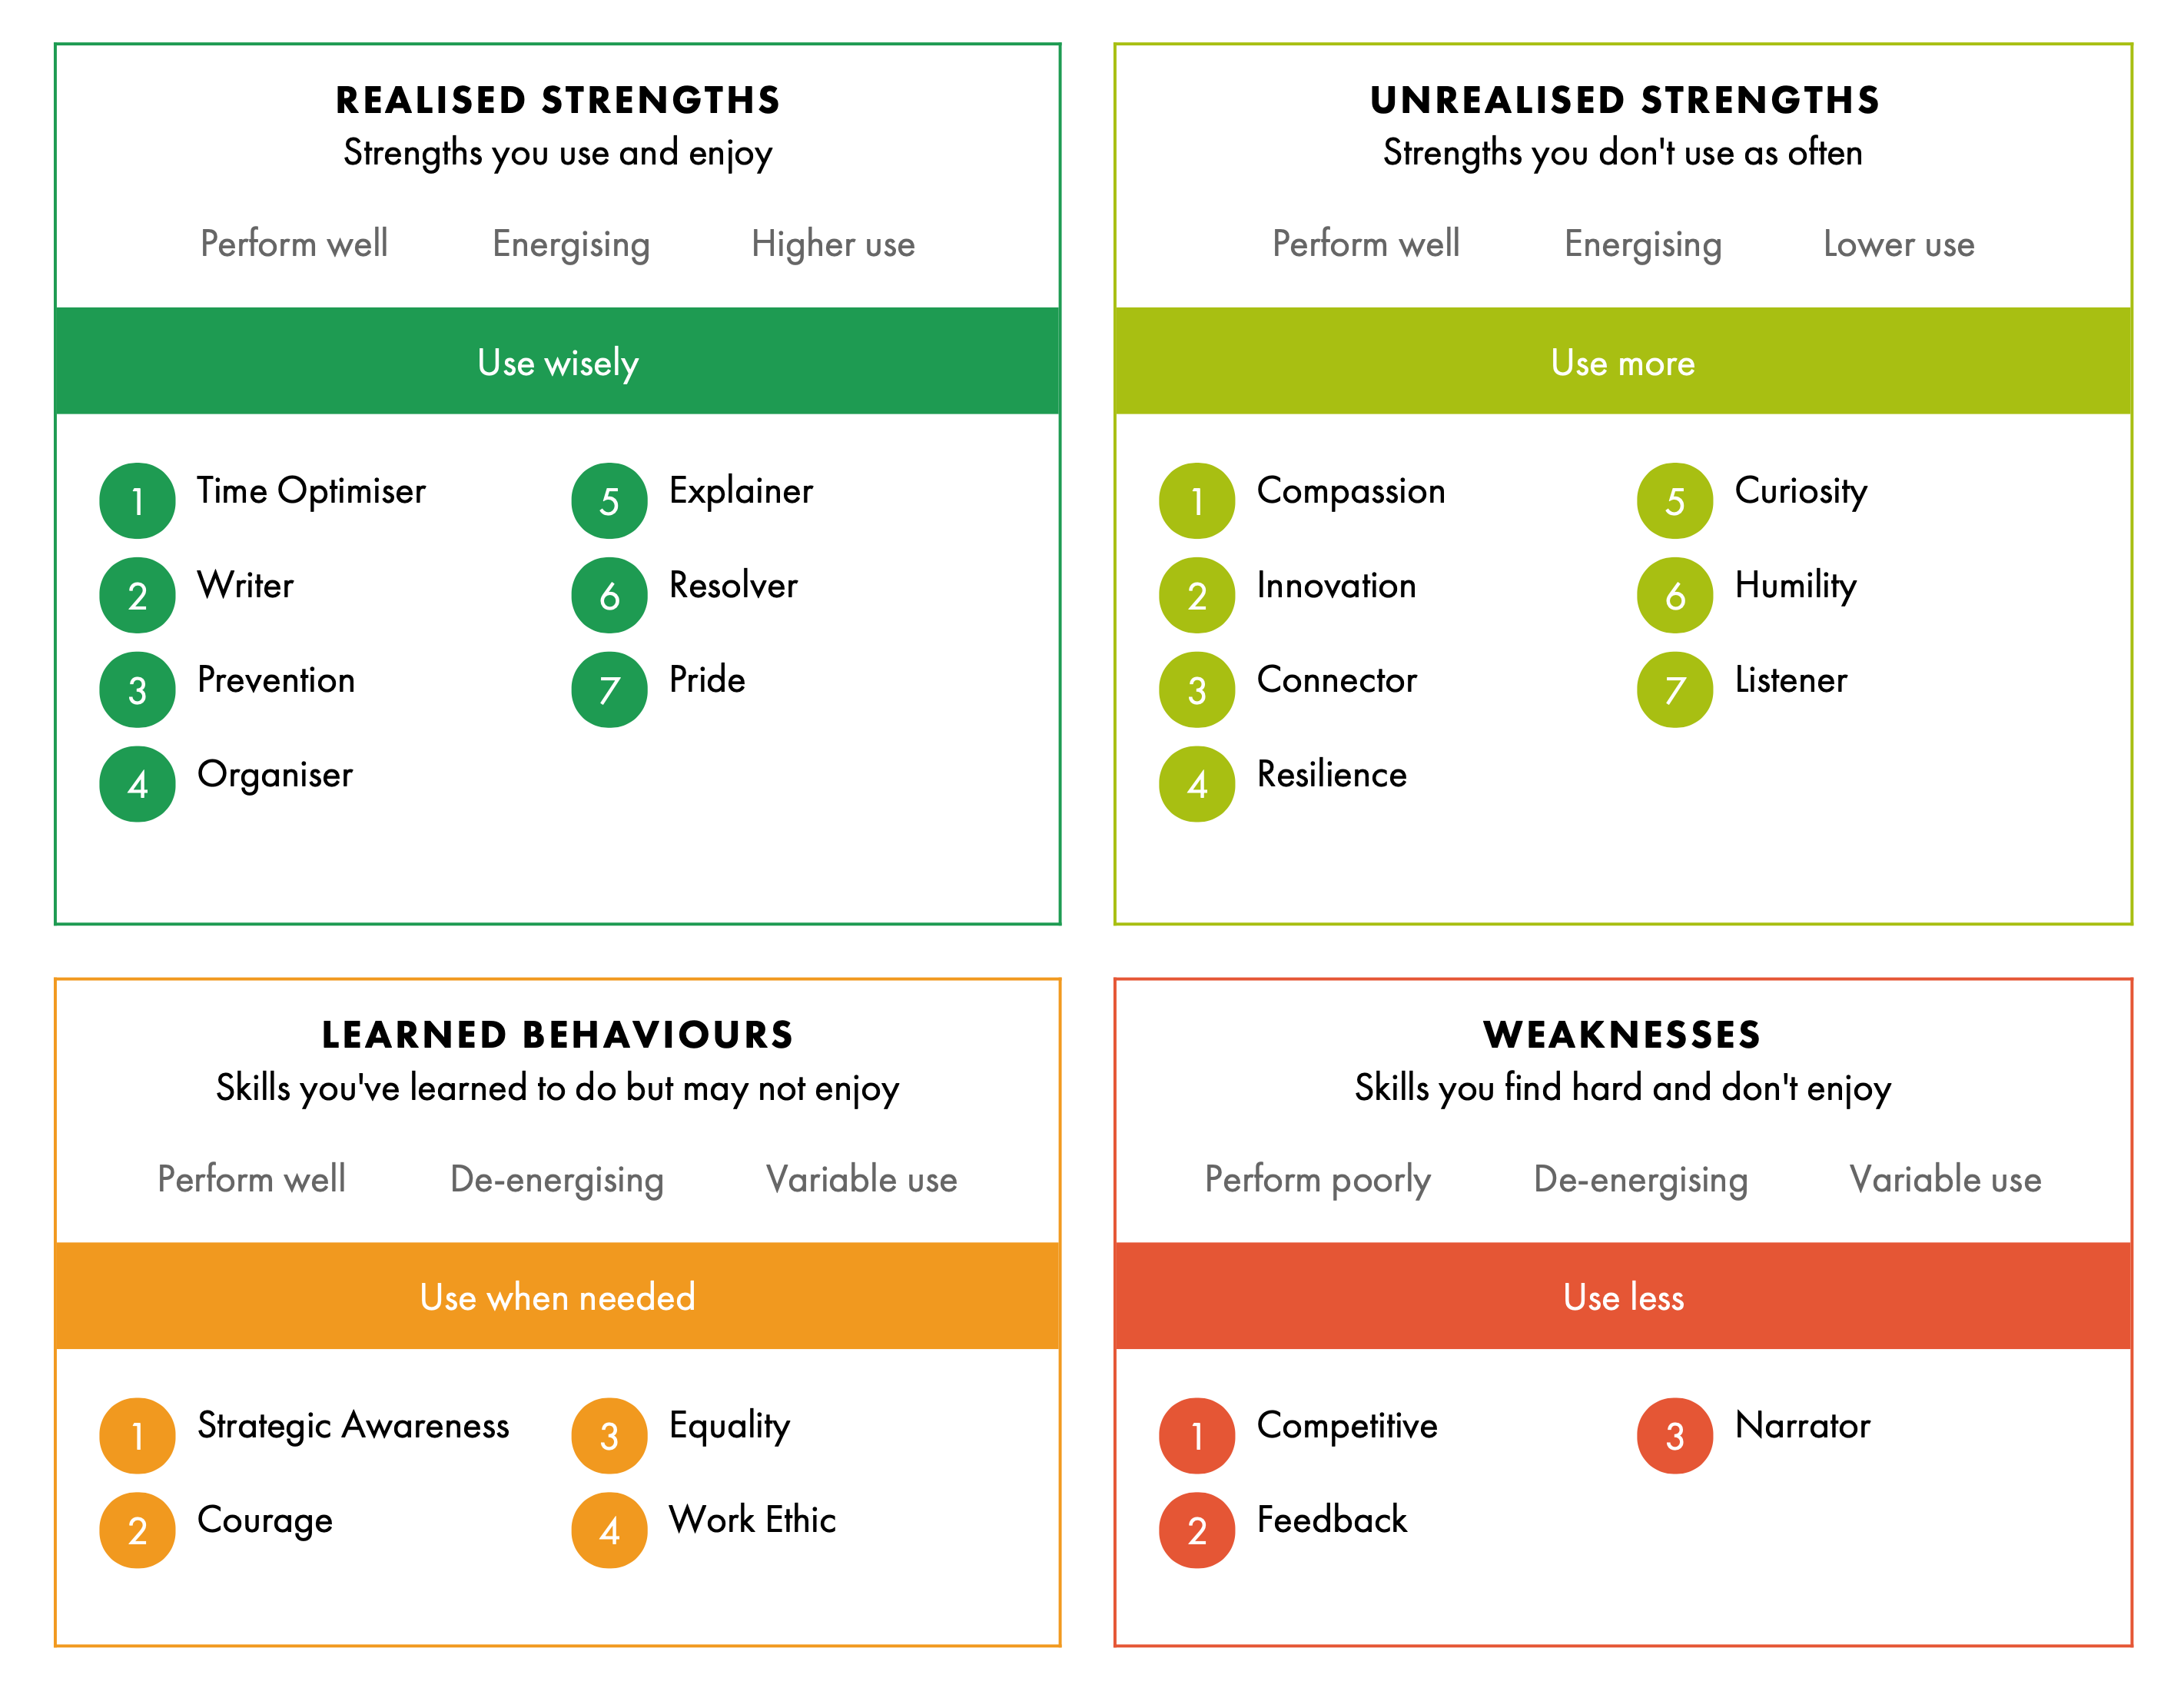 REALISED STRENGTHS
Strengths you use and enjoy
Perform well Energising Higher use
Use wisely
1 Time Optimiser
2 Writer
3 Prevention
4 Organiser
5 Explainer
6 Resolver
7 Pride
UNREALISED STRENGTHS
Strengths you don't use as often
Perform well Energising Lower use
Use more
1 Compassion
2 Innovation
3 Connector
4 Resilience
5 Curiosity
6 Humility
7 Listener
LEARNED BEHAVIOURS
Skills you've learned to do but may not enjoy
Perform well De-energising Variable use
Use when needed
1 Strategic Awareness
2 Courage
3 Equality
4 Work Ethic
WEAKNESSES
Skills you find hard and don't enjoy
Perform poorly De-energising Variable use
Use less
1 Competitive
2 Feedback
3 Narrator